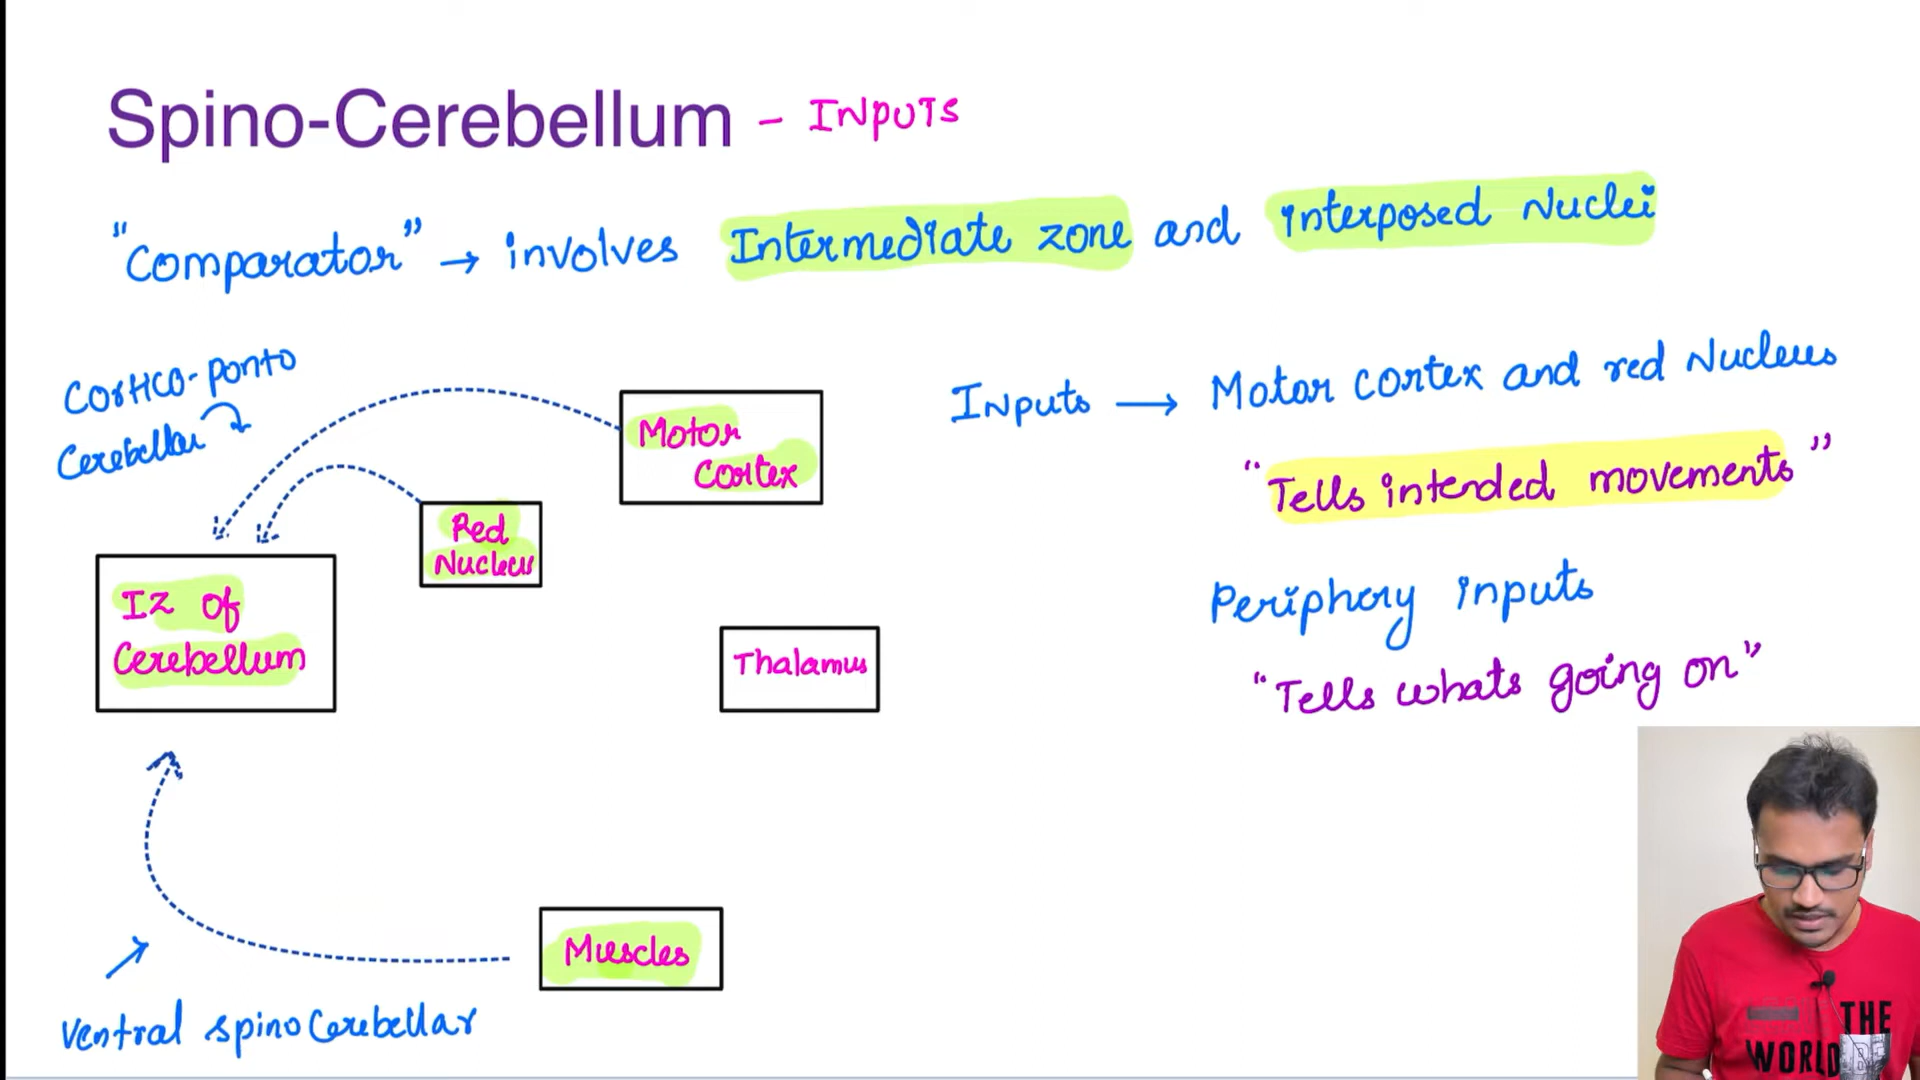 Spino-Cerebellum - INPUTS
"Comparator" → involves Intermediate zone and interposed Nuclei
Cortico-Ponto
Cerebellar
Motor
Cortex
Red
Nucleus
IZ of
Cerebellum
Thalamus
Muscles
Ventral spinoCerebellar
Inputs → Motor cortex and red Nucleus
"Tells intended movements"
Periphery inputs
"Tells whats going on"
THE
WORLD